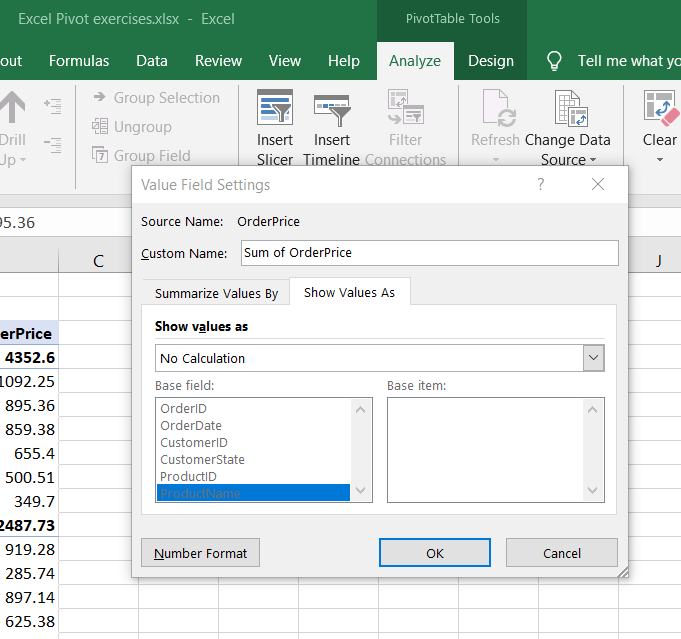 Excel Pivot exercises.xlsx - Excel
PivotTable Tools
out Formumlas Data Review View Help Analyze Design Tell me what yo
Drill
Up
Group Selection
Ungroup
Group Field
Insert
Slicer
Insert
Timeline
Filter
Connections
Refresh
Change Data
Source
Clear
Value Field Settings ?
95.36
Source Name: OrderPrice
Custom Name: Sum of OrderPrice
C
J
Summarize Values By
Show Values As
Show values as
No Calculation
Base field:
Base item:
OrderID
OrderDate
CustomerID
CustomerState
ProductID
ProductName
Number Format
OK
Cancel
erPrice
4352.6
1092.25
895.36
859.38
655.4
500.51
349.7
2487.73
919.28
285.74
897.14
625.38